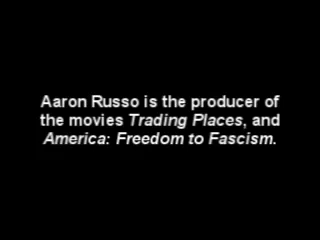 Aaron Russo is the producer of
the movies Trading Places, and
America: Freedom to Fascism.